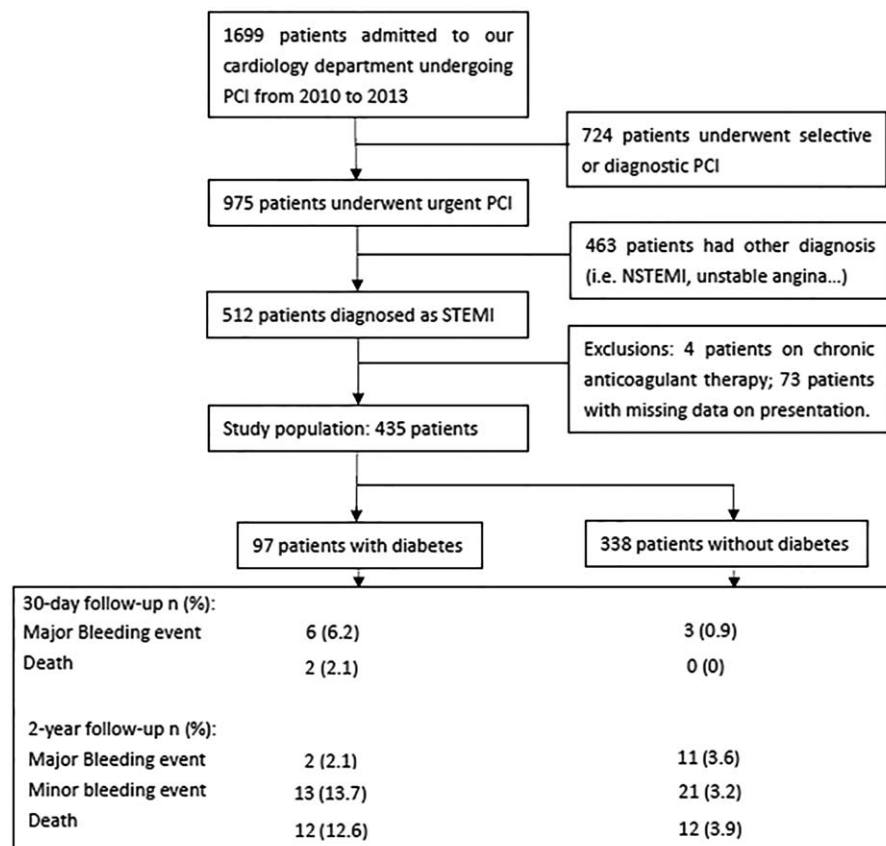 1699 patients admitted to our
cardiology department undergoing
PCI from 2010 to 2013
724 patients underwent selective
or diagnostic PCI
975 patients underwent urgent PCI
463 patients had other diagnosis
(i.e. NSTEMI, unstable angina...)
512 patients diagnosed as STEMI
Exclusions: 4 patients on chronic
anticoagulant therapy; 73 patients
with missing data on presentation.
Study population: 435 patients
97 patients with diabetes
338 patients without diabetes
30-day follow-up n (%):
Major Bleeding event 6 (6.2) 3 (0.9)
Death 2 (2.1) 0 (0)
2-year follow-up n (%):
Major Bleeding event 2 (2.1) 11 (3.6)
Minor bleeding event 13 (13.7) 21 (3.2)
Death 12 (12.6) 12 (3.9)